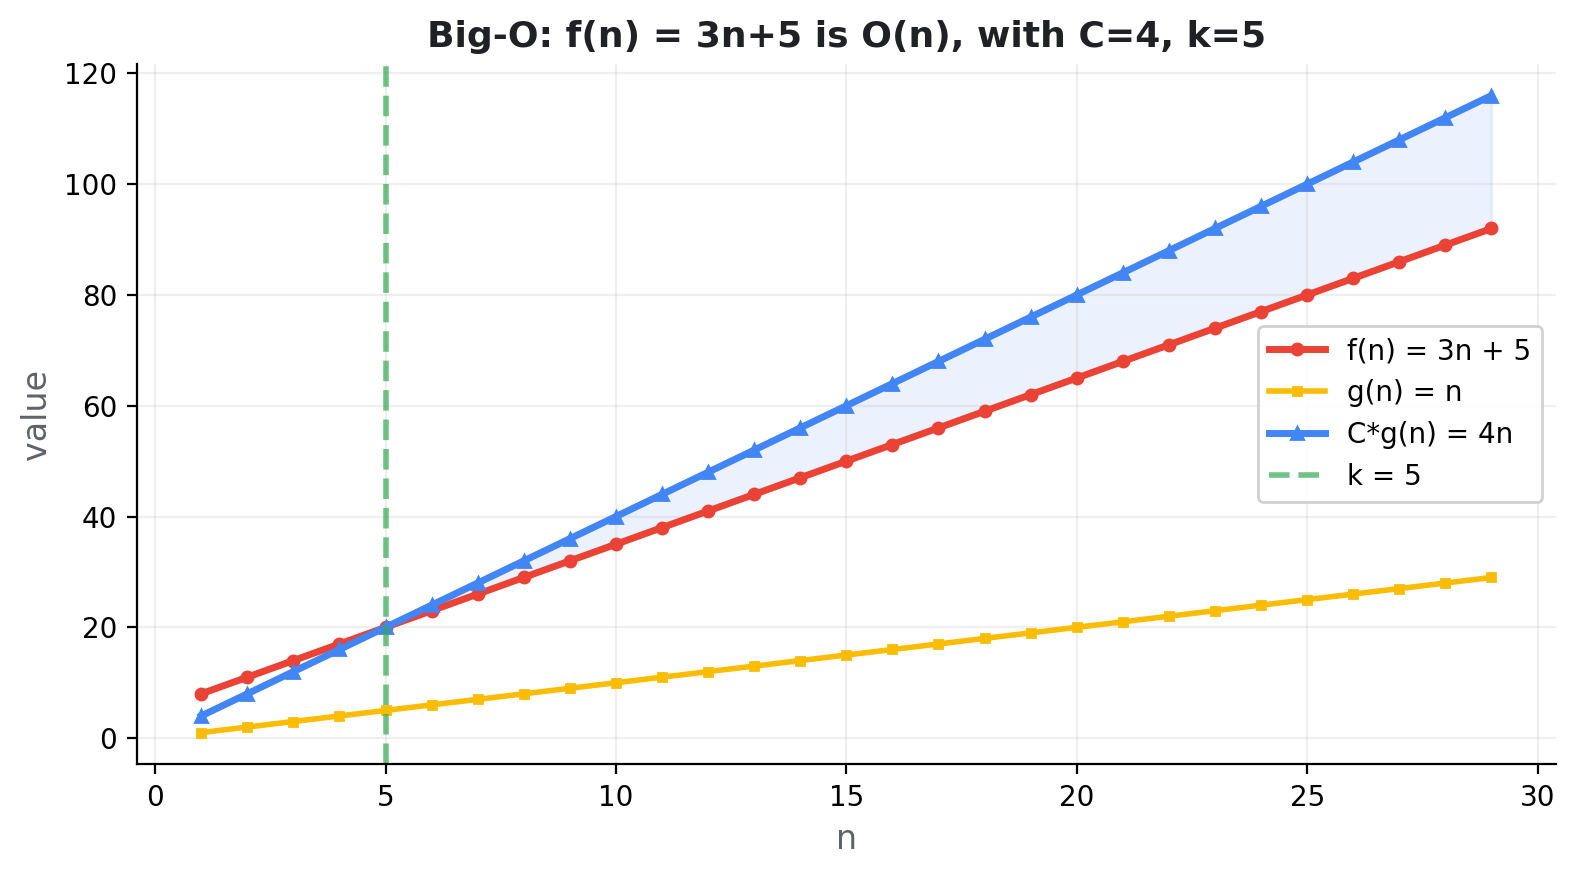 Big-O: f(n) = 3n+5 is O(n), with C=4, k=5
120
100
80
60
40
20
0
value
f(n) = 3n + 5
g(n) = n
C*g(n) = 4n
k = 5
0 5 10 15 20 25 30
n